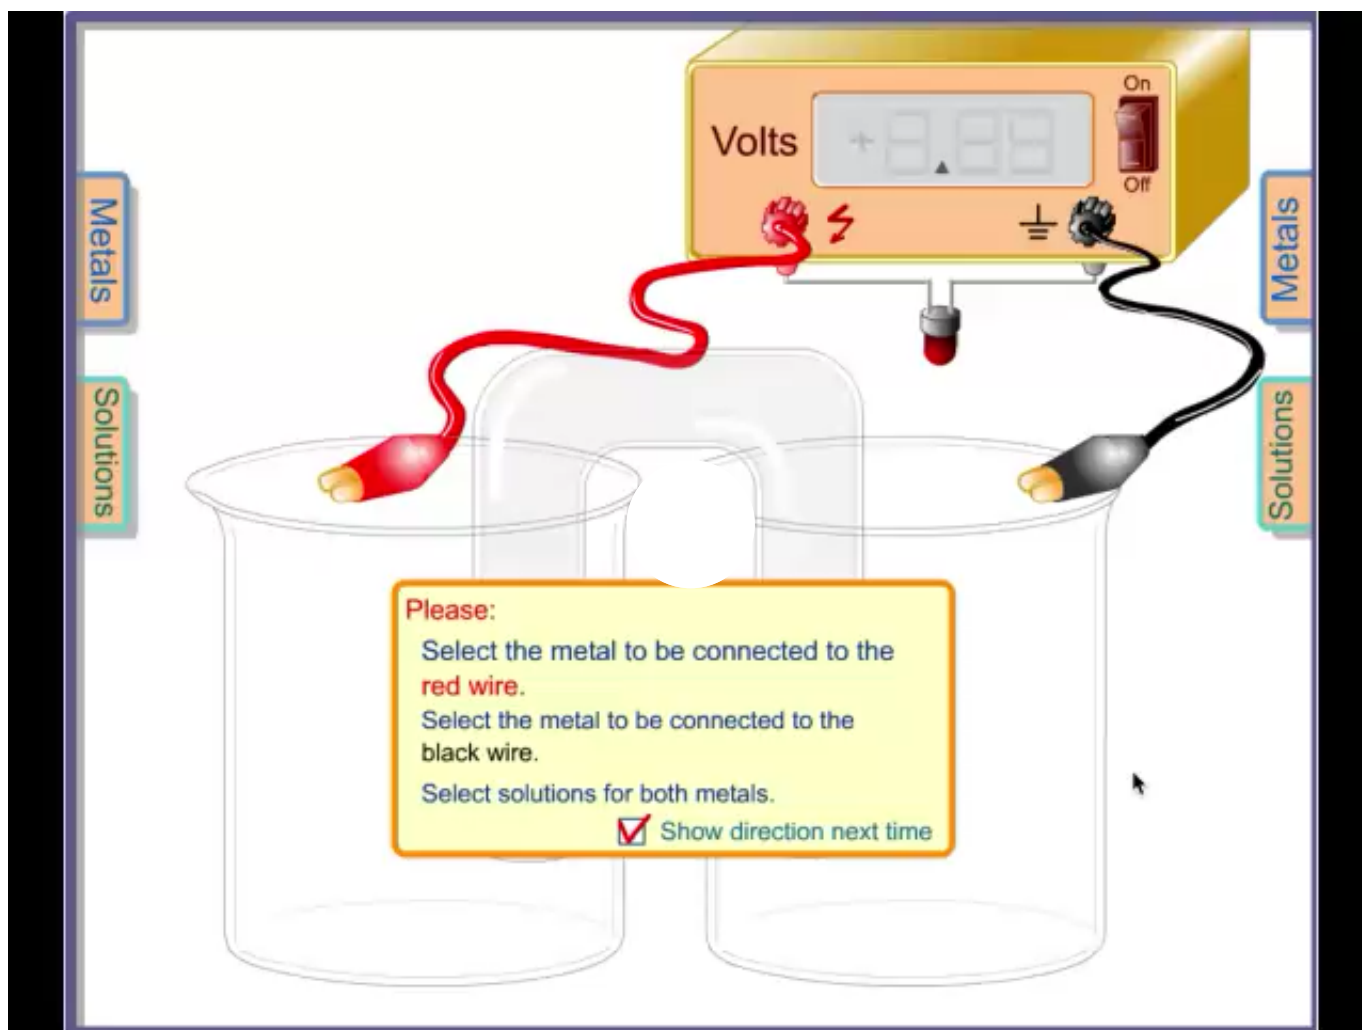 On
Volts
Off
Metals
Metals
Solutions
Solutions
Please:
Select the metal to be connected to the
red wire.
Select the metal to be connected to the
black wire.
Select solutions for both metals.
Show direction next time